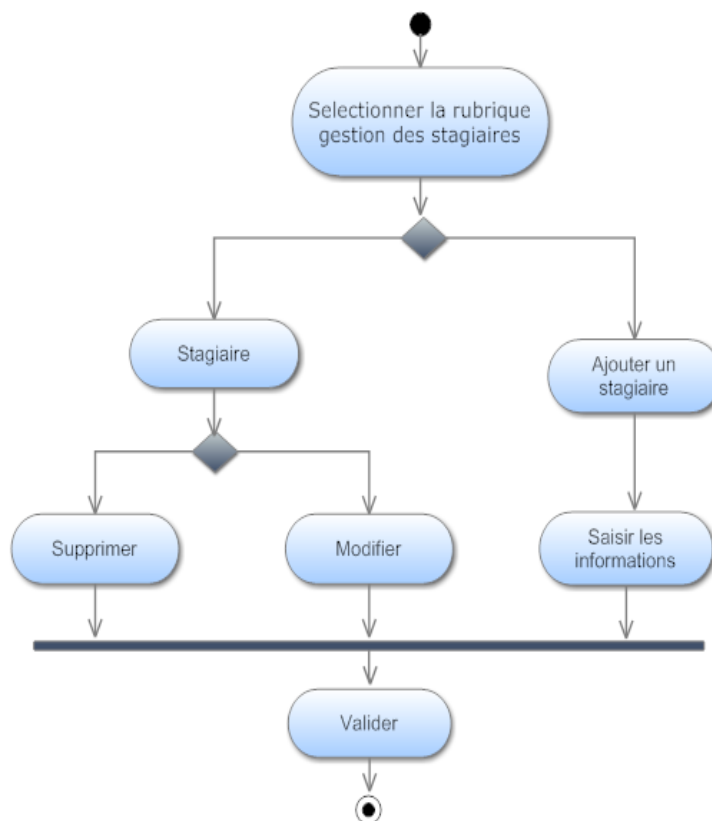 Selectionner la rubrique
gestion des stagiaires
Stagiaire
Ajouter un
stagiaire
Supprimer
Modifier
Saisir les
informations
Valider